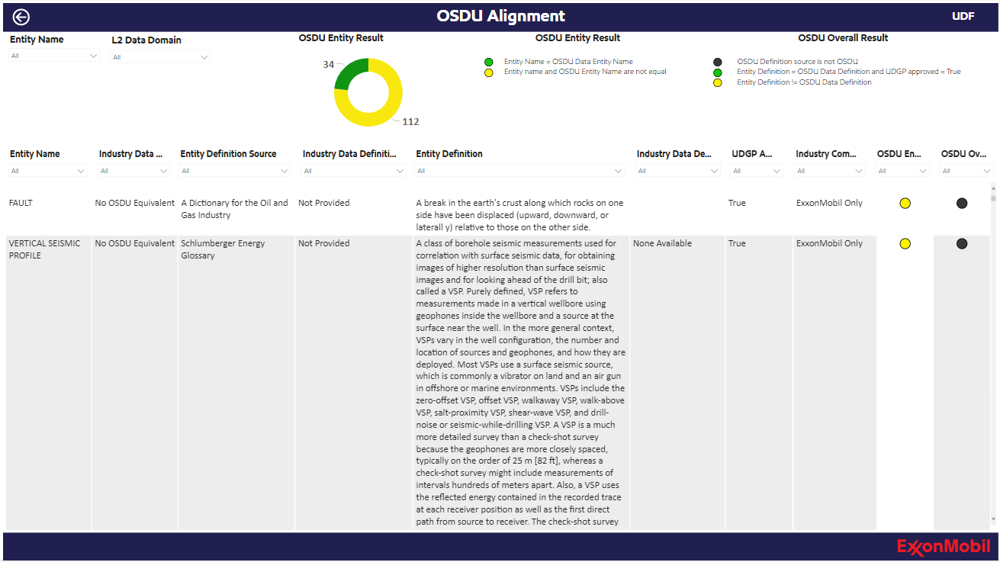 OSDU Alignment
UDF
Entity Name
All
L2 Data Domain
All
OSDU Entity Result
34
112
OSDU Entity Result
Entity Name = OSDU Data Entity Name
Entity name and OSDU Entity Name are not equal
OSDU Overall Result
OSDU Definition source is not OSDU
Entity Definition = OSDU Data Definition and UDGP approved = True
Entity Definition != OSDU Data Definition
Entity Name
Industry Data ...
Entity Definition Source
Industry Data Definiti...
Entity Definition
Industry Data De...
UDGP A...
Industry Com...
OSDU En...
OSDU Ov...
All
All
All
All
All
All
All
All
All
All
FAULT
No OSDU Equivalent
A Dictionary for the Oil and
Gas Industry
Not Provided
A break in the earth's crust along which rocks on one
side have been displaced (upward, downward, or
laterall y) relative to those on the other side.
True
ExxonMobil Only
VERTICAL SEISMIC
PROFILE
No OSDU Equivalent
Schlumberger Energy
Glossary
Not Provided
A class of borehole seismic measurements used for
correlation with surface seismic data, for obtaining
images of higher resolution than surface seismic
images and for looking ahead of the drill bit; also
called a VSP. Purely defined, VSP refers to
measurements made in a vertical wellbore using
geophones inside the wellbore and a source at the
surface near the well. In the more general context,
VSPs vary in the well configuration, the number and
location of sources and geophones, and how they are
deployed. Most VSPs use a surface seismic source,
which is commonly a vibrator on land and an air gun
in offshore or marine environments. VSPs include the
zero-offset VSP, offset VSP, walkaway VSP, walk-above
VSP, salt-proximity VSP, shear-wave VSP, and drill-
noise or seismic-while-drilling VSP. A VSP is a much
more detailed survey than a check-shot survey
because the geophones are more closely spaced,
typically on the order of 25 m [82 ft], whereas a
check-shot survey might include measurements of
intervals hundreds of meters apart. Also, a VSP uses
the reflected energy contained in the recorded trace
at each receiver position as well as the first direct
path from source to receiver. The check-shot survey
None Available
True
ExxonMobil Only
ExxonMobil